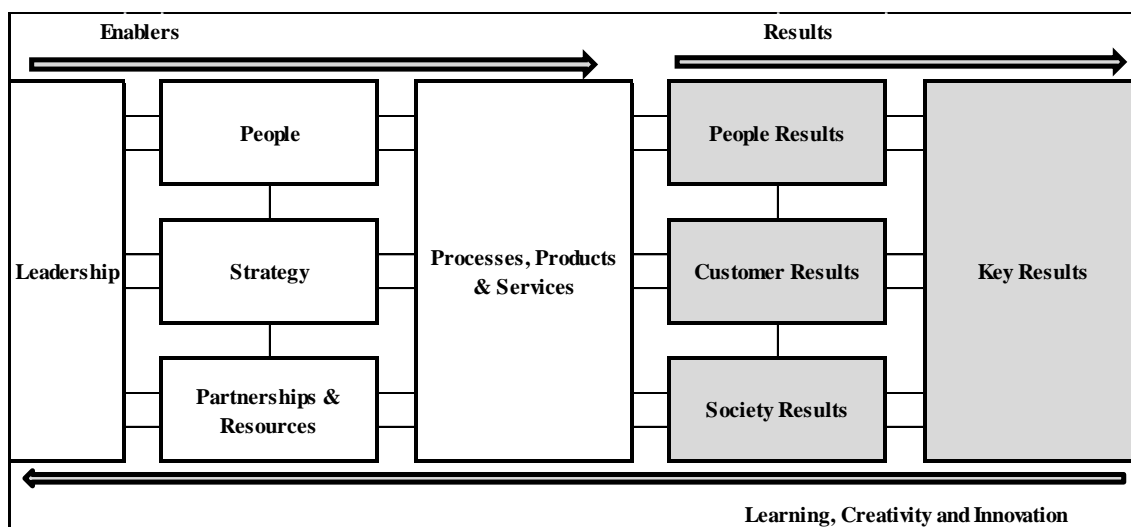 Enablers
Results
People
People Results
Leadership
Strategy
Processes, Products
& Services
Customer Results
Key Results
Partnerships &
Resources
Society Results
Learning, Creativity and Innovation